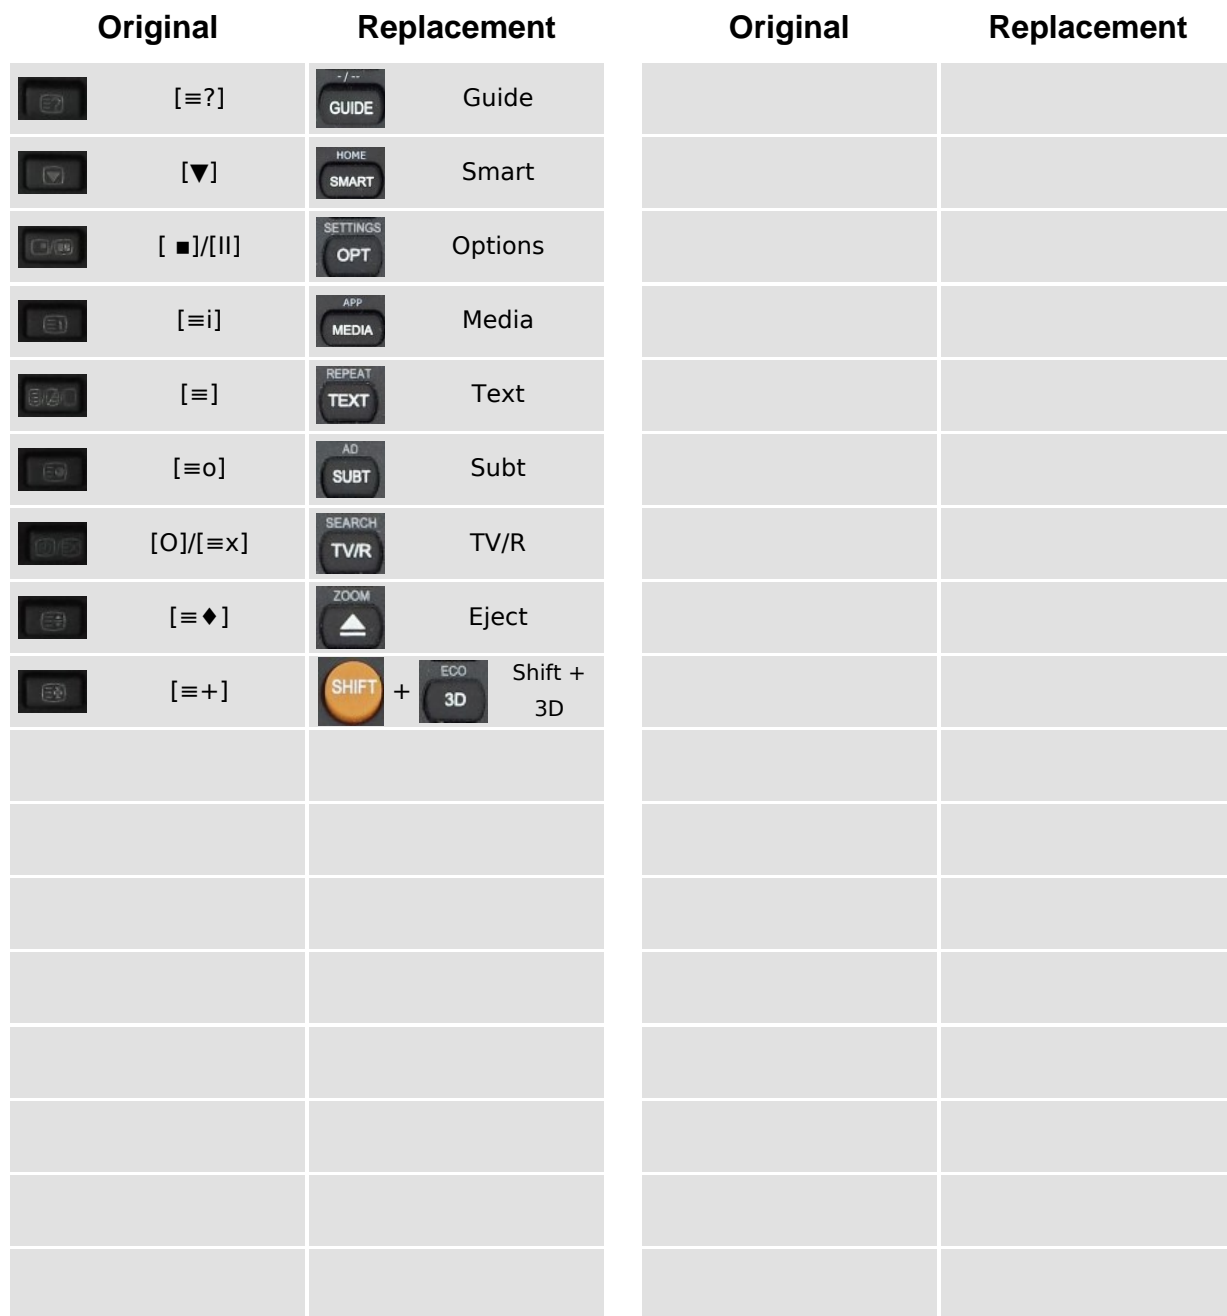 Original Replacement Original Replacement
[≡?] - / -- GUIDE Guide
[▼] HOME SMART Smart
[ ■]/[II] SETTINGS OPT Options
[≡i] APP MEDIA Media
[≡] REPEAT TEXT Text
[≡o] AD SUBT Subt
[O]/[≡x] SEARCH TV/R TV/R
[≡♦] ZOOM Eject
[≡+] SHIFT + ECO 3D Shift +
3D